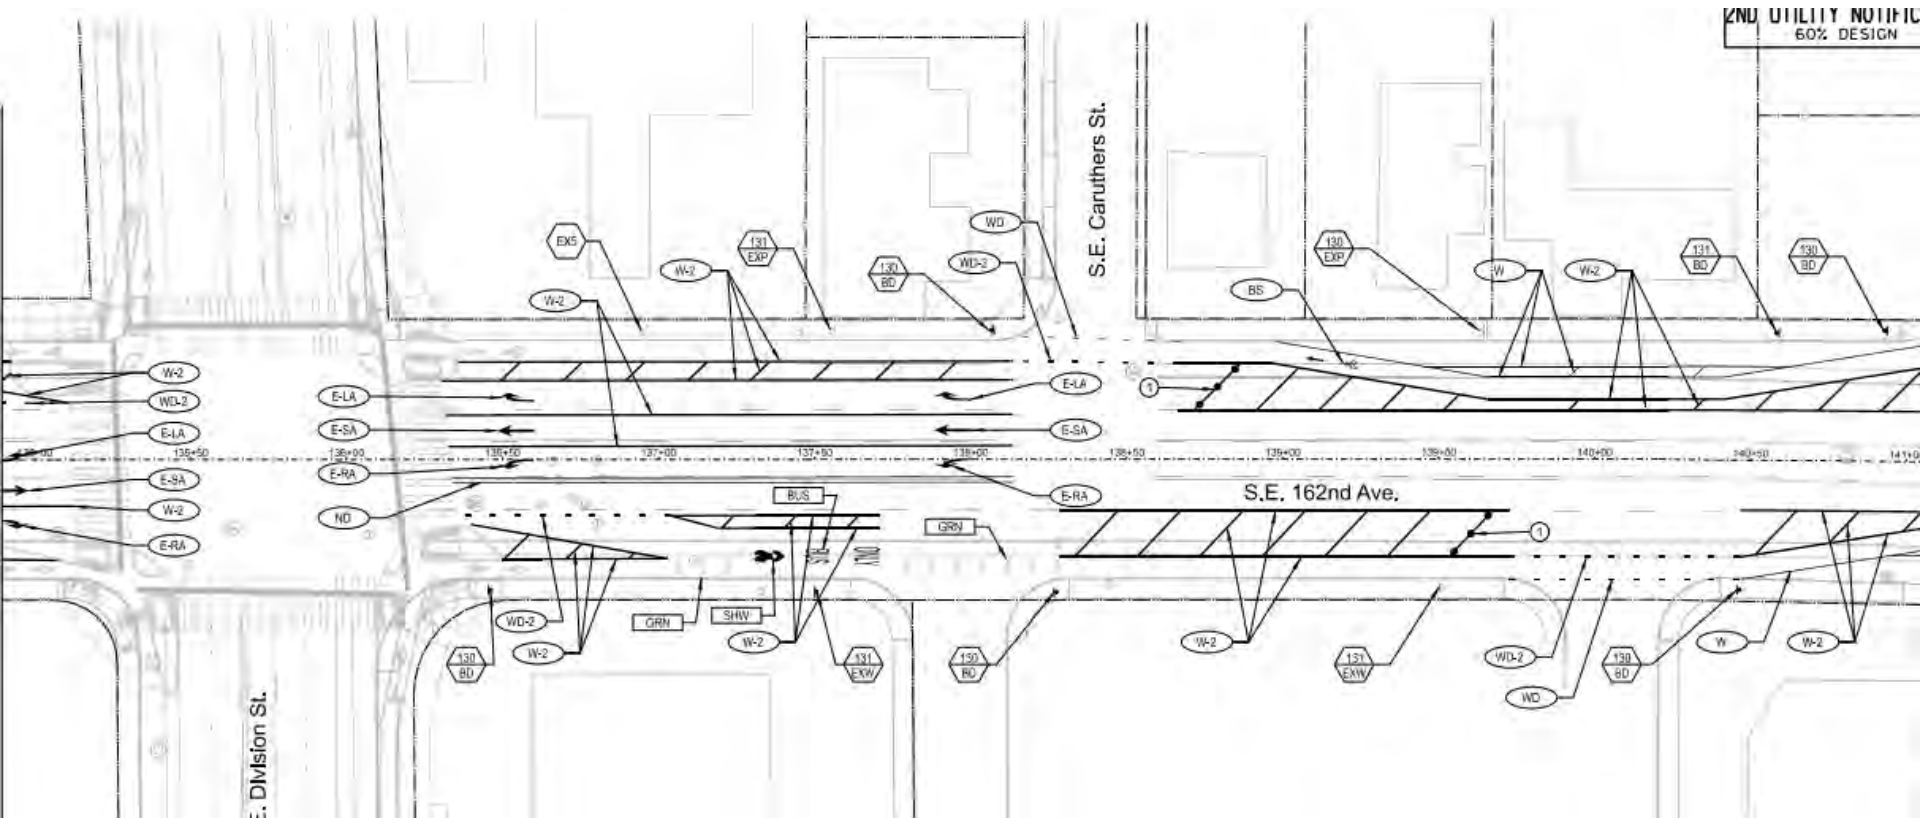 2ND UTILITY NOTIFIC
60% DESIGN
S.E. Caruthers St.
WD
EX5
131
EXP
130
EXP
131
BD
130
BD
WD-2
W-2
130
BD
W
W-2
BS
W-2
W-2
WD-2
E-LA
E-SA
W-2
E-RA
E-LA
E-SA
E-RA
ND
E-LA
E-SA
E-RA
1
135+50
136+00
136+50
137+00
137+50
138+00
138+50
139+00
139+50
140+00
140+50
141+0
S.E. 162nd Ave.
BUS
GRN
1
BUS
ONLY
WD-2
GRN
SHW
W-2
W-2
W-2
W
W-2
130
BD
131
EXW
130
BD
131
EXW
WD-2
130
BD
WD
E. Division St.